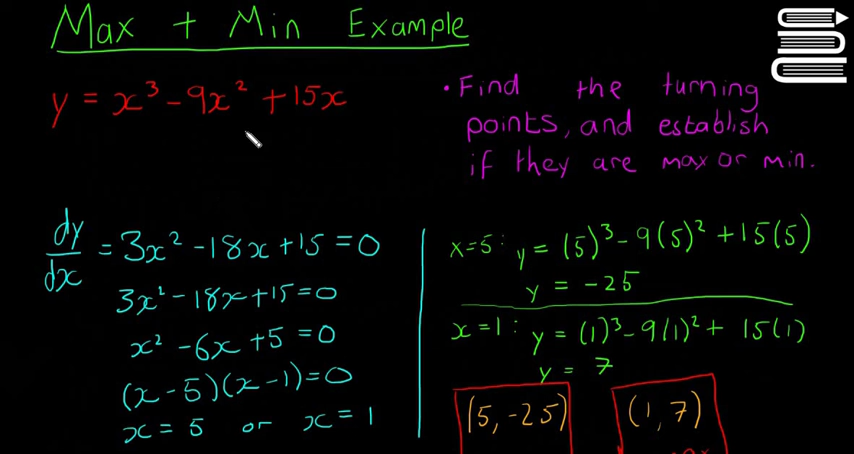 Max + Min Example
y = x³ - 9x² + 15x
• Find the turning
points, and establish
if they are max or min.
dy/dx = 3x² - 18x + 15 = 0
3x² - 18x + 15 = 0
x² - 6x + 5 = 0
(x - 5)(x - 1) = 0
x = 5 or x = 1
x=5: y = (5)³ - 9(5)² + 15(5)
y = -25
x=1: y = (1)³ - 9(1)² + 15(1)
y = 7
(5, -25)
(1, 7)